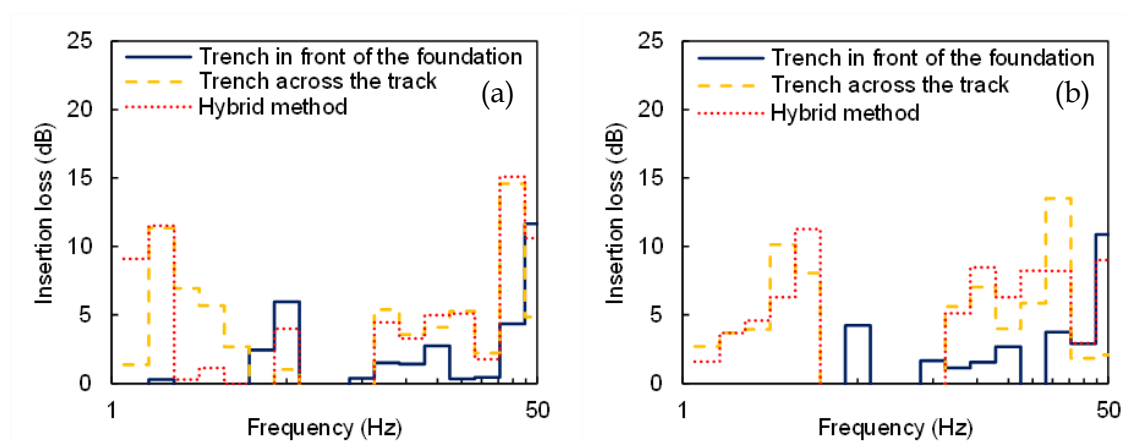 25
20
15
10
5
0
Insertion loss (dB)
Trench in front of the foundation
Trench across the track
Hybrid method
(a)
1
50
Frequency (Hz)
25
20
15
10
5
0
Insertion loss (dB)
Trench in front of the foundation
Trench across the track
Hybrid method
(b)
1
50
Frequency (Hz)